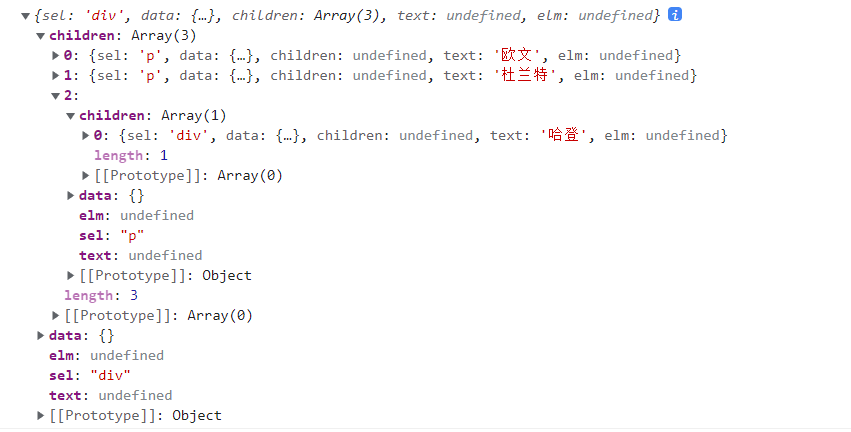 {sel: 'div', data: {…}, children: Array(3), text: undefined, elm: undefined} i
children: Array(3)
0: {sel: 'p', data: {…}, children: undefined, text: '欧文', elm: undefined}
1: {sel: 'p', data: {…}, children: undefined, text: '杜兰特', elm: undefined}
2:
children: Array(1)
0: {sel: 'div', data: {…}, children: undefined, text: '哈登', elm: undefined}
length: 1
[[Prototype]]: Array(0)
data: {}
elm: undefined
sel: "p"
text: undefined
[[Prototype]]: Object
length: 3
[[Prototype]]: Array(0)
data: {}
elm: undefined
sel: "div"
text: undefined
[[Prototype]]: Object